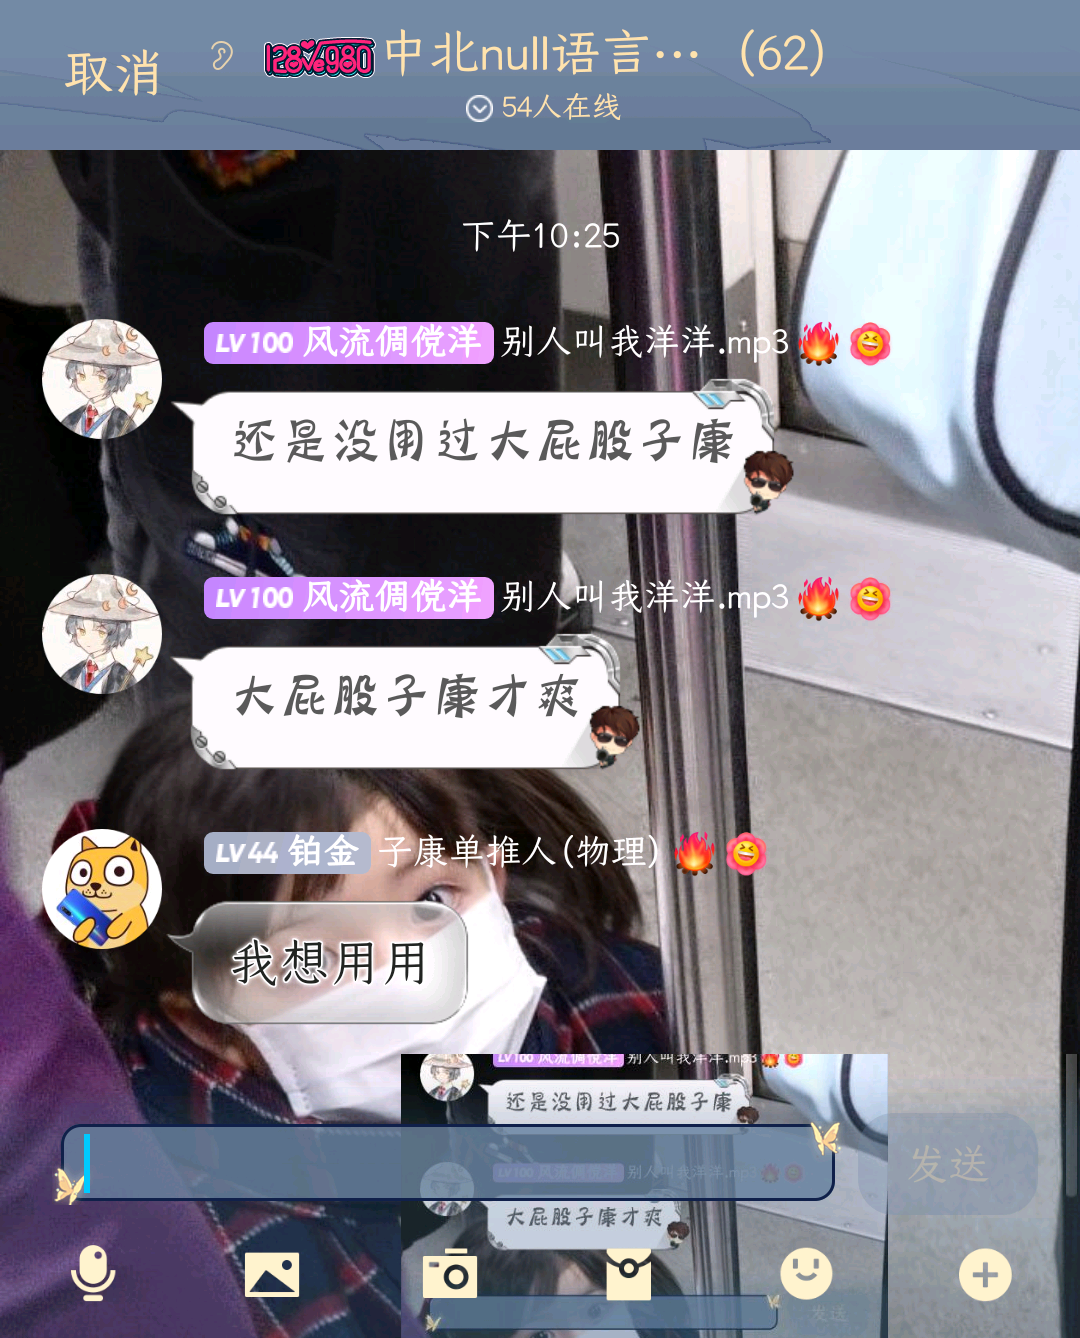 取消
128Love980 中北null语言… (62)
54人在线
下午10:25
LV100 风流倜傥洋 别人叫我洋洋.mp3
还是没用过大屁股子康
LV100 风流倜傥洋 别人叫我洋洋.mp3
大屁股子康才爽
LV44 铂金 子康单推人(物理)
我想用用
LV100 风流倜傥洋 别人叫我洋洋.mp3
还是没用过大屁股子康
LV100 风流倜傥洋 别人叫我洋洋.mp3
发送
大屁股子康才爽
发送